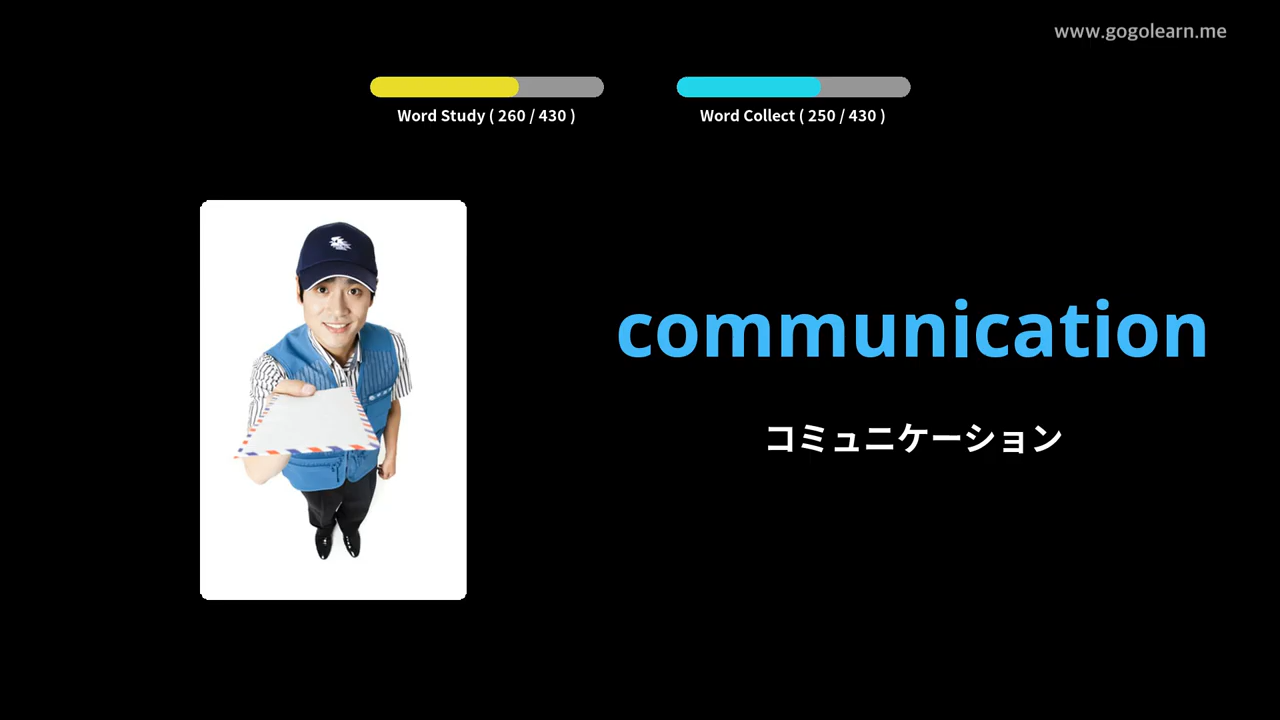 www.gogolearn.me
Word Study ( 260 / 430 )
Word Collect ( 250 / 430 )
communication
コミュニケーション